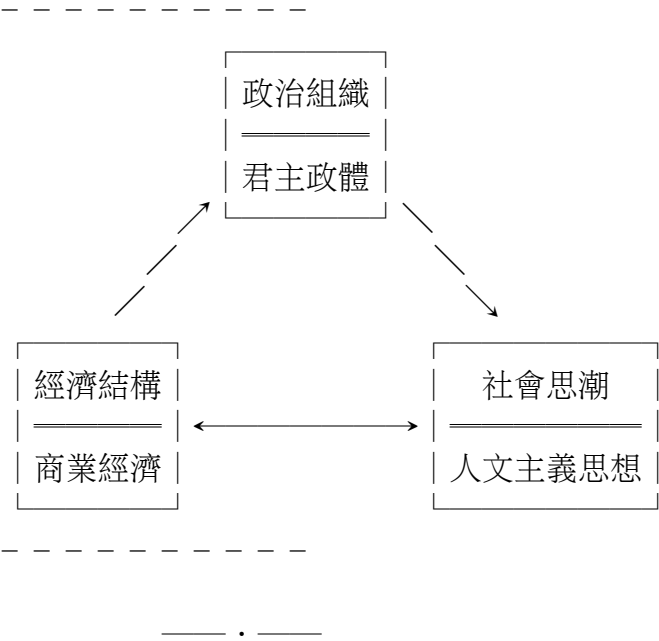 政治組織
君主政體
經濟結構
社會思潮
商業經濟
人文主義思想